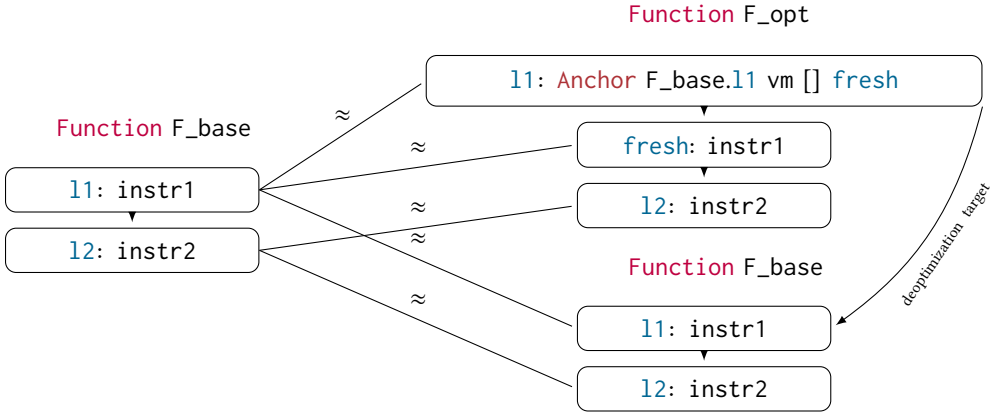 Function F_opt
l1: Anchor F_base.l1 vm [] fresh
≈
Function F_base
fresh: instr1
≈
l1: instr1
l2: instr2
≈
≈
l2: instr2
deoptimization target
Function F_base
≈
l1: instr1
l2: instr2